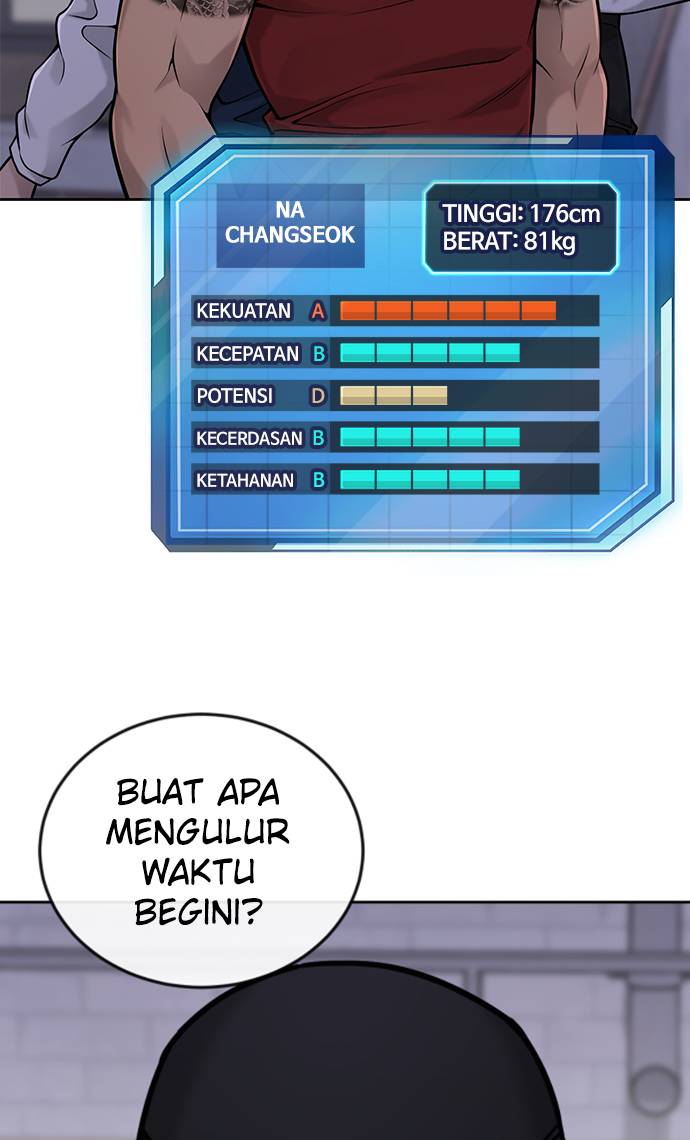 NA
CHANGSEOK
TINGGI: 176cm
BERAT: 81kg
KEKUATAN A
KECEPATAN B
POTENSI D
KECERDASAN B
KETAHANAN B
BUAT APA
MENGULUR
WAKTU
BEGINI?